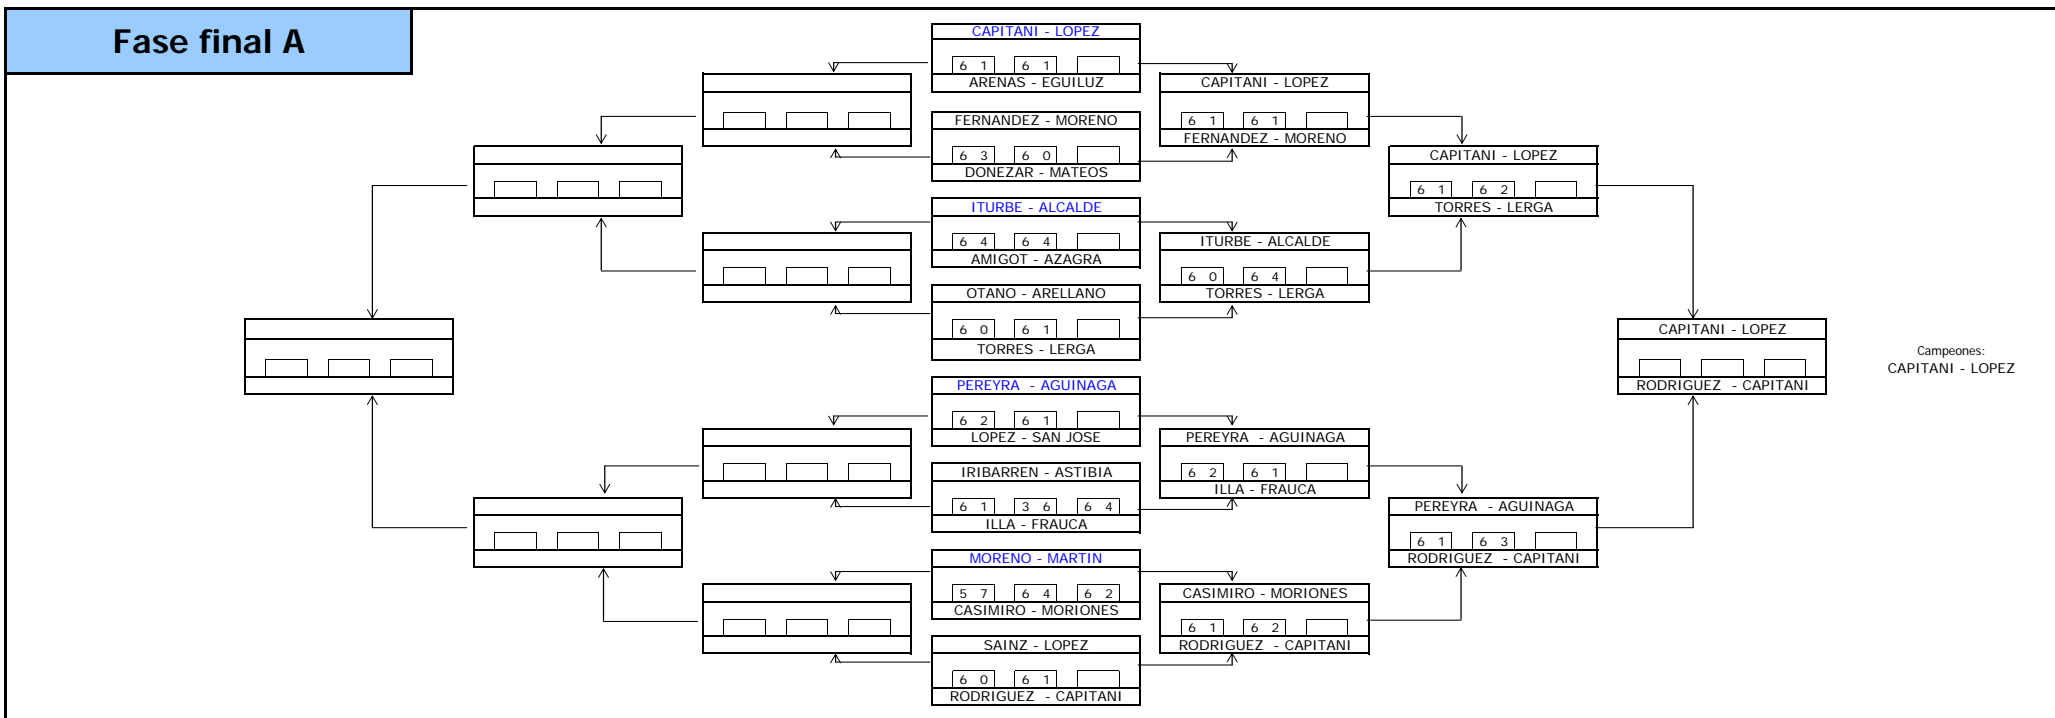 Fase final A
CAPITANI - LOPEZ
6 1 6 1
ARENAS - EGUILUZ
FERNANDEZ - MORENO
6 3 6 0
DONEZAR - MATEOS
ITURBE - ALCALDE
6 4 6 4
AMIGOT - AZAGRA
OTANO - ARELLANO
6 0 6 1
TORRES - LERGA
PEREYRA - AGUINAGA
6 2 6 1
LOPEZ - SAN JOSE
IRIBARREN - ASTIBIA
6 1 3 6 6 4
ILLA - FRAUCA
MORENO - MARTIN
5 7 6 4 6 2
CASIMIRO - MORIONES
SAINZ - LOPEZ
6 0 6 1
RODRIGUEZ - CAPITANI
CAPITANI - LOPEZ
6 1 6 1
FERNANDEZ - MORENO
ITURBE - ALCALDE
6 0 6 4
TORRES - LERGA
PEREYRA - AGUINAGA
6 2 6 1
ILLA - FRAUCA
CASIMIRO - MORIONES
6 1 6 2
RODRIGUEZ - CAPITANI
CAPITANI - LOPEZ
6 1 6 2
TORRES - LERGA
PEREYRA - AGUINAGA
6 1 6 3
RODRIGUEZ - CAPITANI
CAPITANI - LOPEZ
RODRIGUEZ - CAPITANI
Campeones:
CAPITANI - LOPEZ